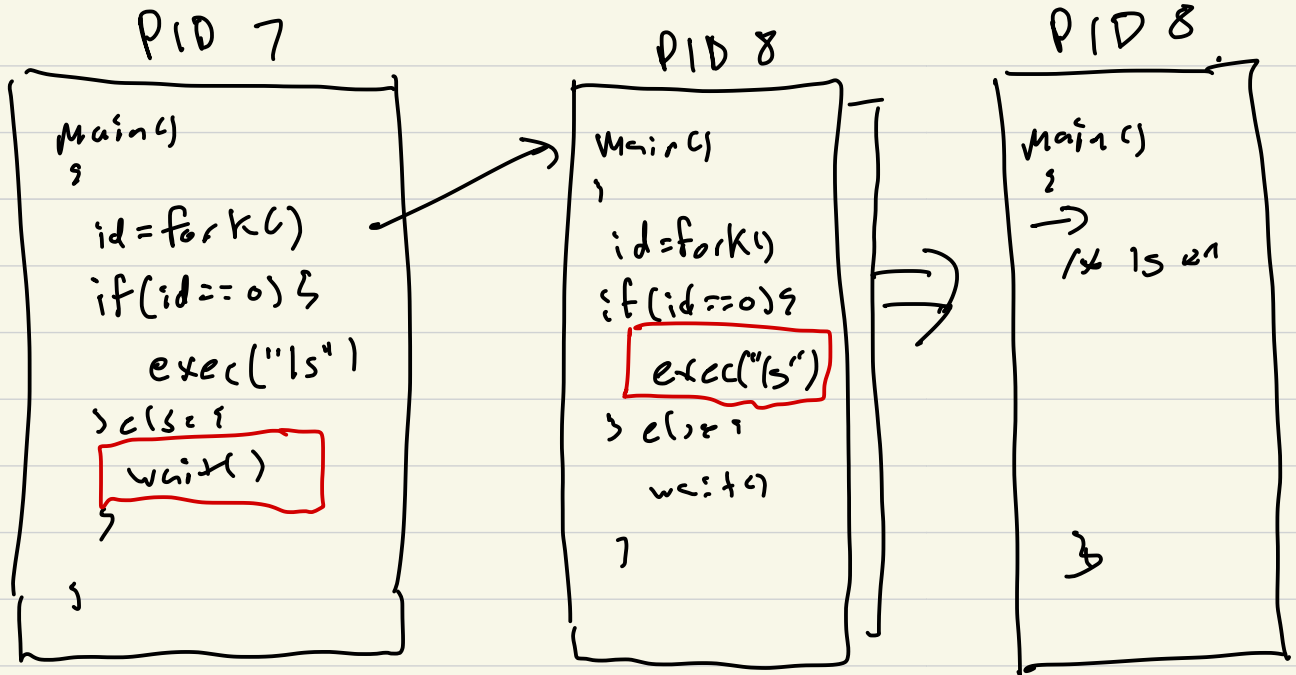 PID 7
main()
{
id=fork()
if(id==0){
exec("ls")
}else{
wait()
}
}
PID 8
main()
{
id=fork()
if(id==0){
exec("ls")
}else{
wait()
}
PID 8
main()
{
/* ls
}